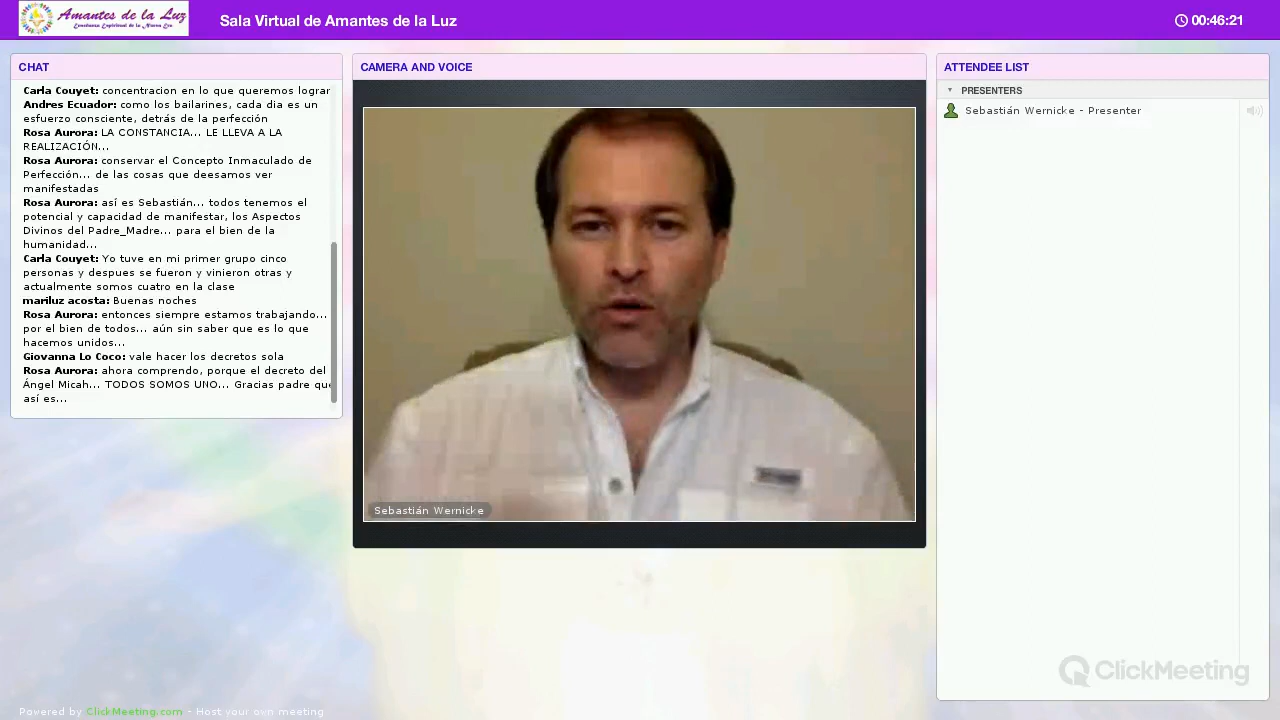 Amantes de la Luz
Enseñanza Espiritual de la Nueva Era
Sala Virtual de Amantes de la Luz
00:46:21
CHAT
Carla Couyet: concentracion en lo que queremos lograr
Andres Ecuador: como los bailarines, cada dia es un
esfuerzo consciente, detrás de la perfección
Rosa Aurora: LA CONSTANCIA... LE LLEVA A LA
REALIZACIÓN...
Rosa Aurora: conservar el Concepto Inmaculado de
Perfección... de las cosas que deesamos ver
manifestadas
Rosa Aurora: así es Sebastián... todos tenemos el
potencial y capacidad de manifestar, los Aspectos
Divinos del Padre_Madre... para el bien de la
humanidad...
Carla Couyet: Yo tuve en mi primer grupo cinco
personas y despues se fueron y vinieron otras y
actualmente somos cuatro en la clase
mariluz acosta: Buenas noches
Rosa Aurora: entonces siempre estamos trabajando...
por el bien de todos... aún sin saber que es lo que
hacemos unidos...
Giovanna Lo Coco: vale hacer los decretos sola
Rosa Aurora: ahora comprendo, porque el decreto del
Ángel Micah... TODOS SOMOS UNO... Gracias padre que
así es...
CAMERA AND VOICE
Sebastián Wernicke
ATTENDEE LIST
PRESENTERS
Sebastián Wernicke - Presenter
ClickMeeting
Powered by ClickMeeting.com - Host your own meeting